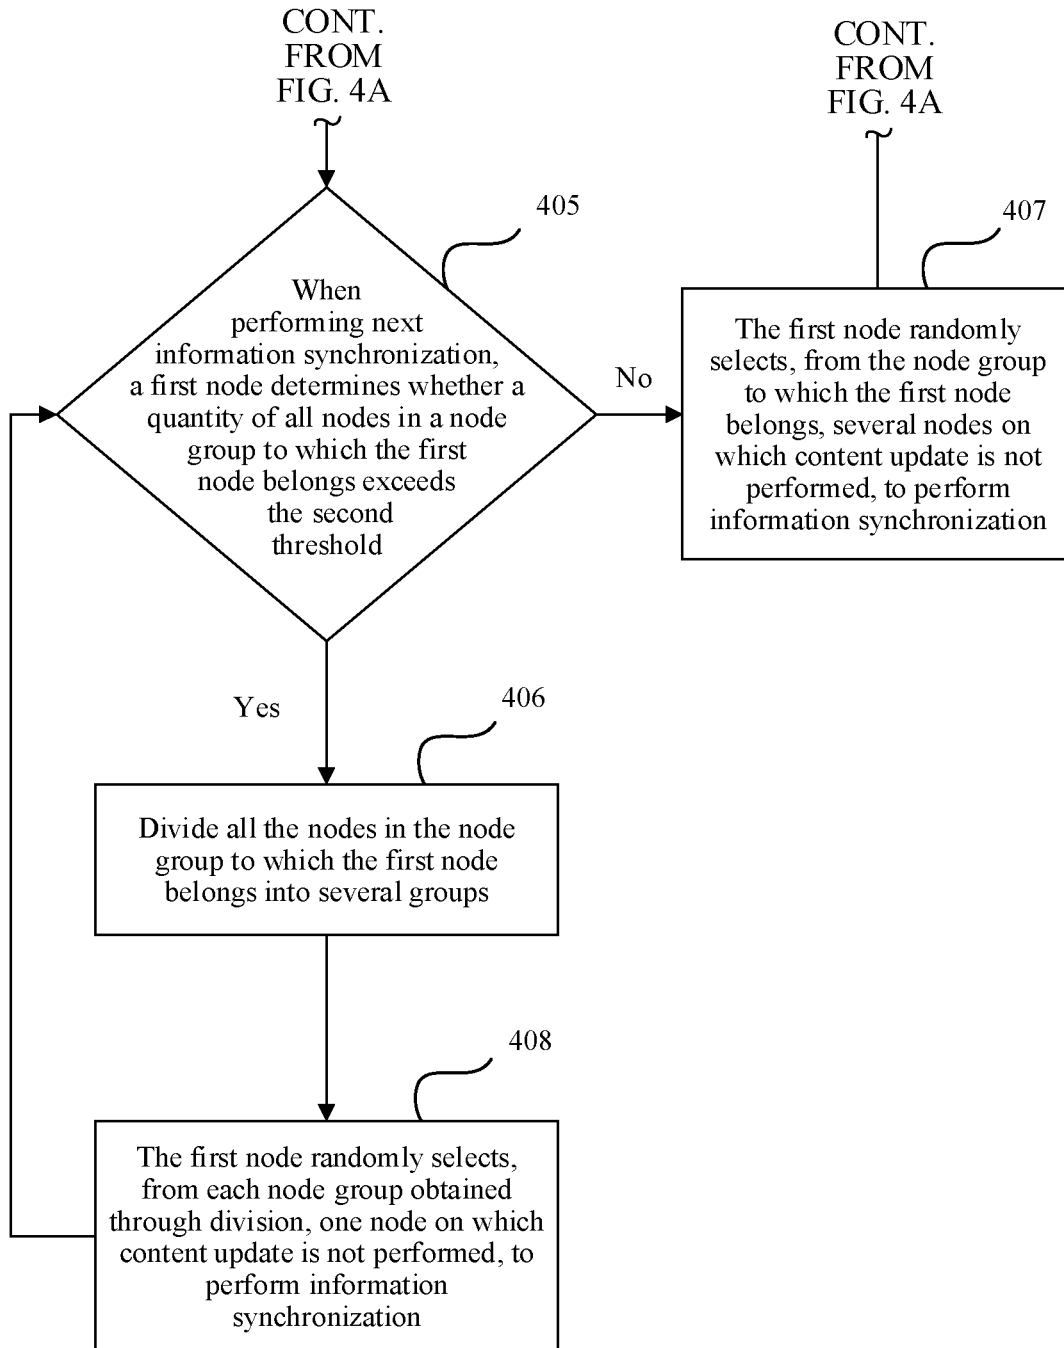 CONT.
FROM
FIG. 4A
CONT.
FROM
FIG. 4A
405
When
performing next
information synchronization,
a first node determines whether a
quantity of all nodes in a node
group to which the first
node belongs exceeds
the second
threshold
No
407
The first node randomly
selects, from the node group
to which the first node
belongs, several nodes on
which content update is not
performed, to perform
information synchronization
Yes
406
Divide all the nodes in the node
group to which the first node
belongs into several groups
408
The first node randomly selects,
from each node group obtained
through division, one node on which
content update is not performed, to
perform information
synchronization